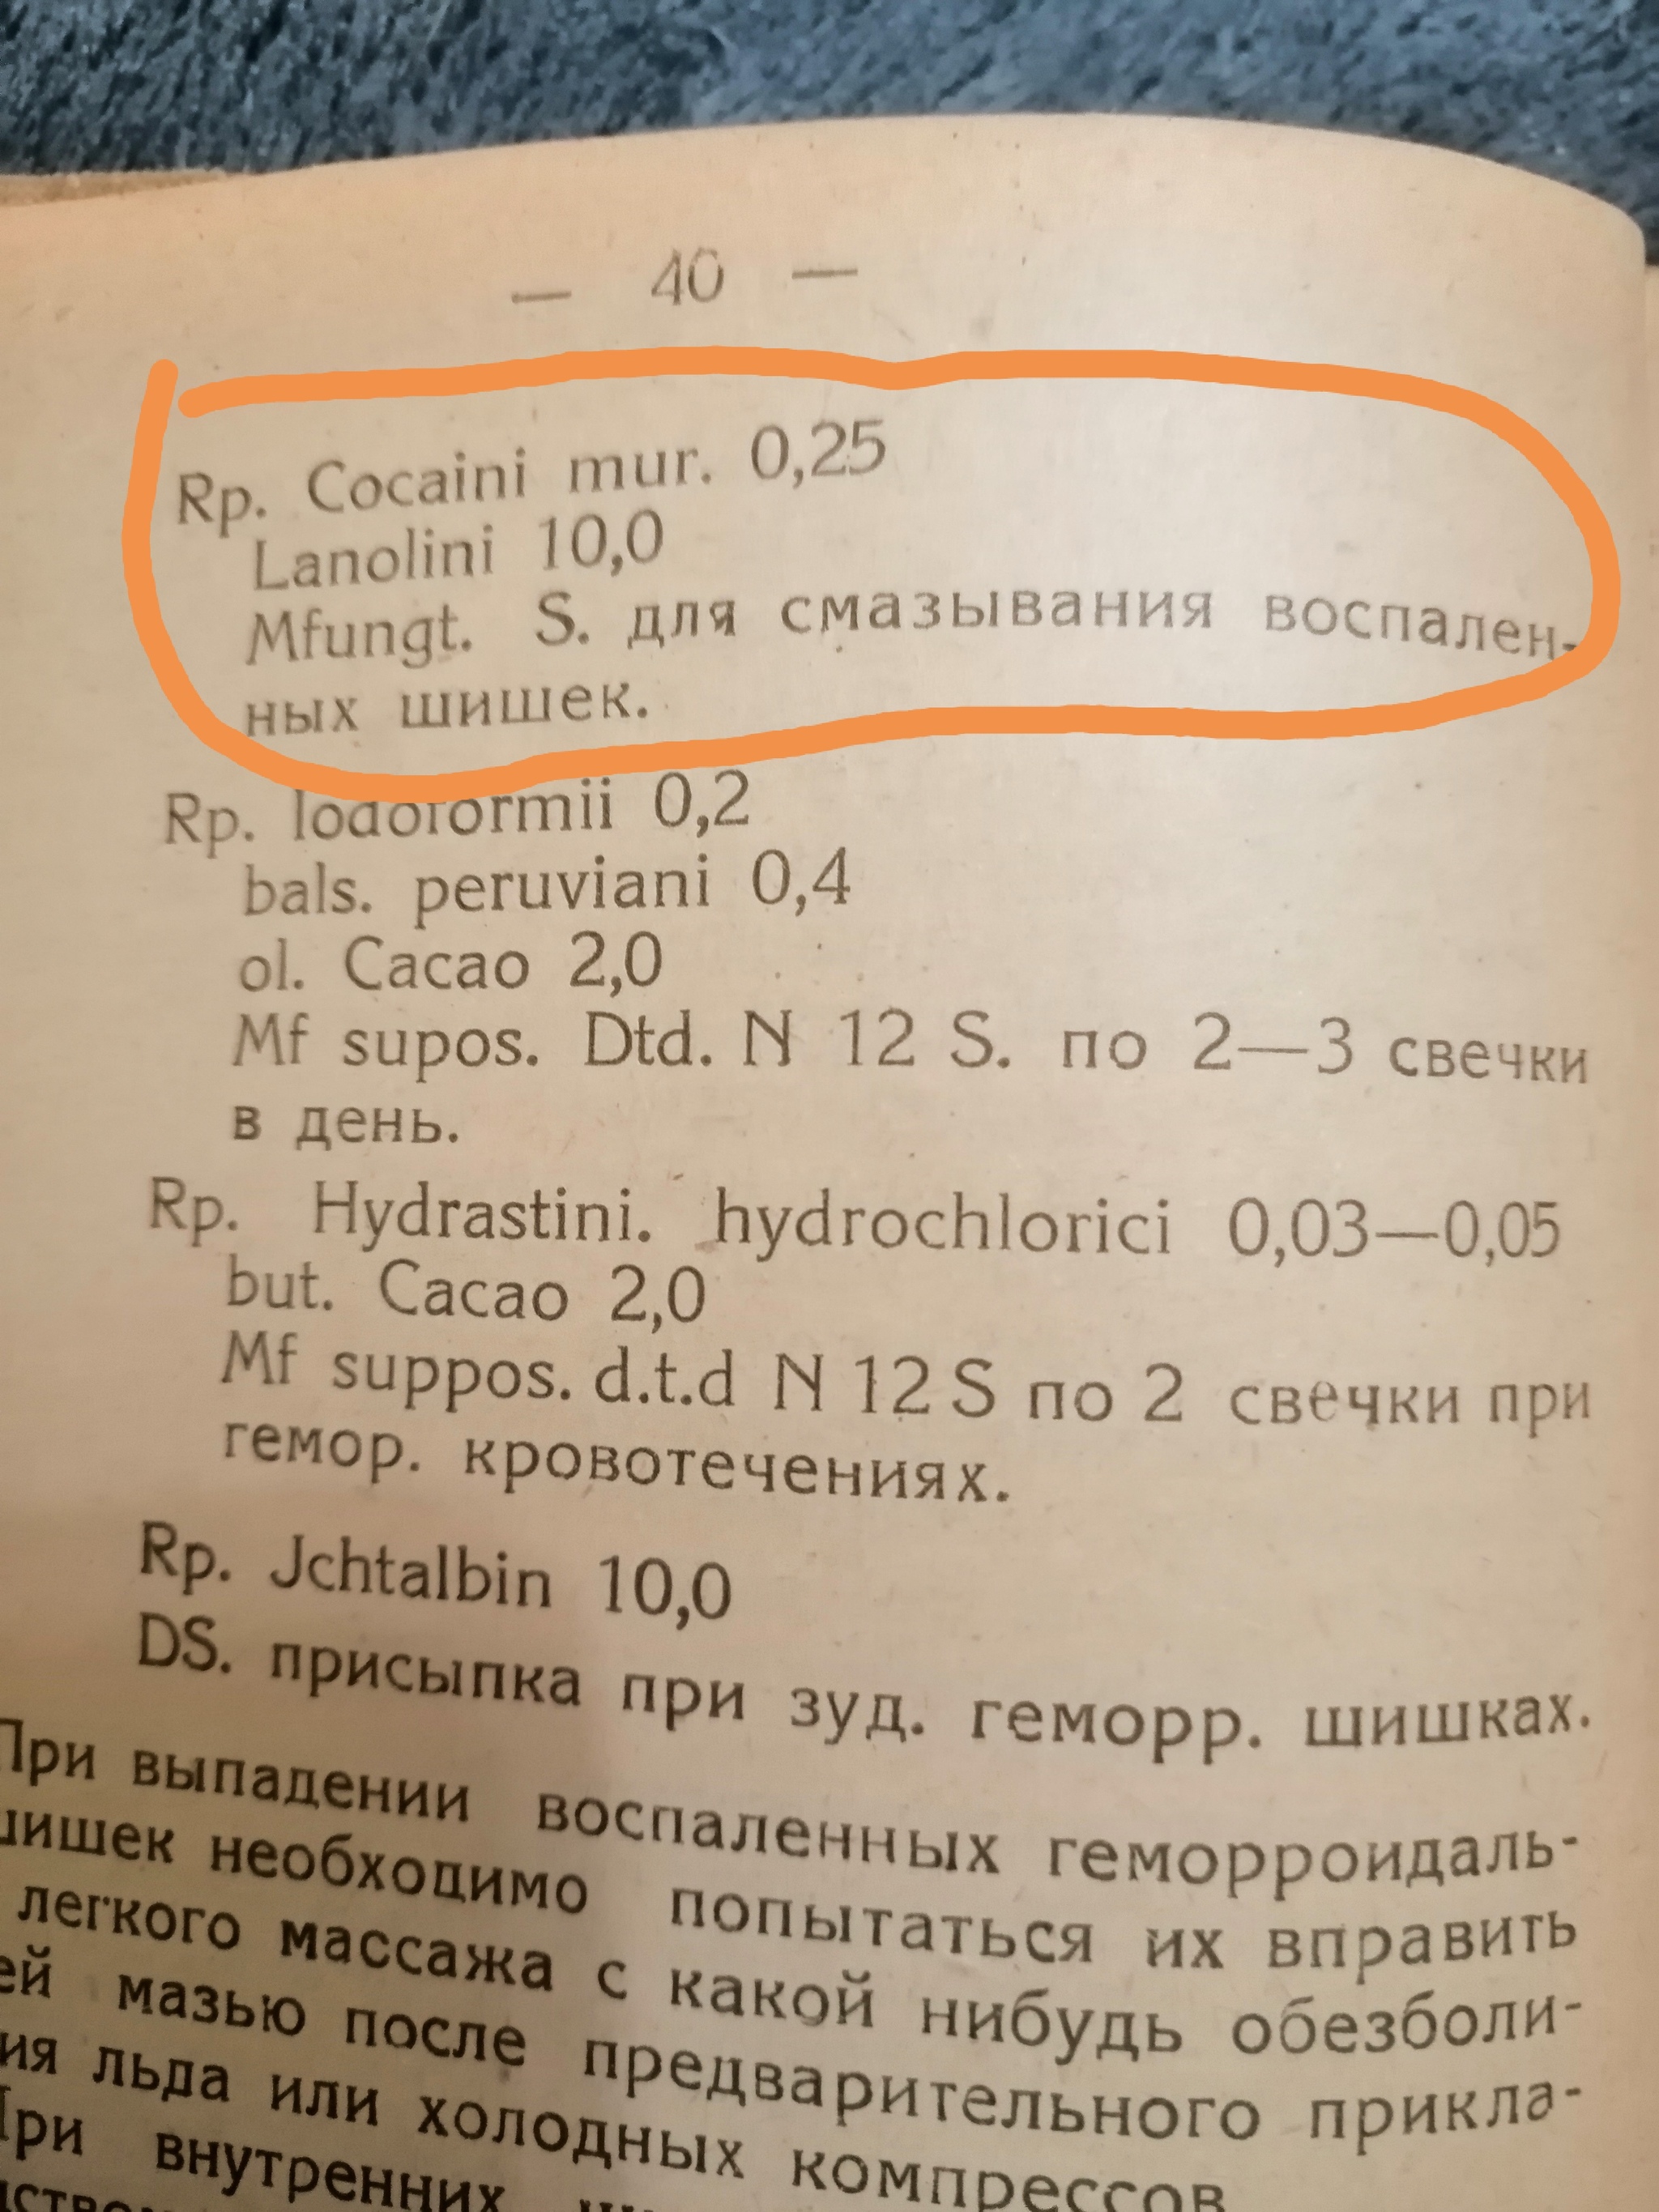 — 40 —
Rp. Cocaini mur. 0,25
Lanolini 10,0
Mfungt. S. для смазывания воспален-
ных шишек.
Rp. Iodoformii 0,2
bals. peruviani 0,4
ol. Cacao 2,0
Mf supos. Dtd. N 12 S. по 2—3 свечки
в день.
Rp. Hydrastini. hydrochlorici 0,03—0,05
but. Cacao 2,0
Mf suppos. d.t.d N 12 S по 2 свечки при
гемор. кровотечениях.
Rp. Jchtalbin 10,0
DS. присыпка при зуд. геморр. шишках.
При выпадении воспаленных геморроидаль-
шишек необходимо попытаться их вправить
легкого массажа с какой нибудь обезболи-
ей мазью после предварительного прикла-
ия льда или холодных компрессов
При внутренних